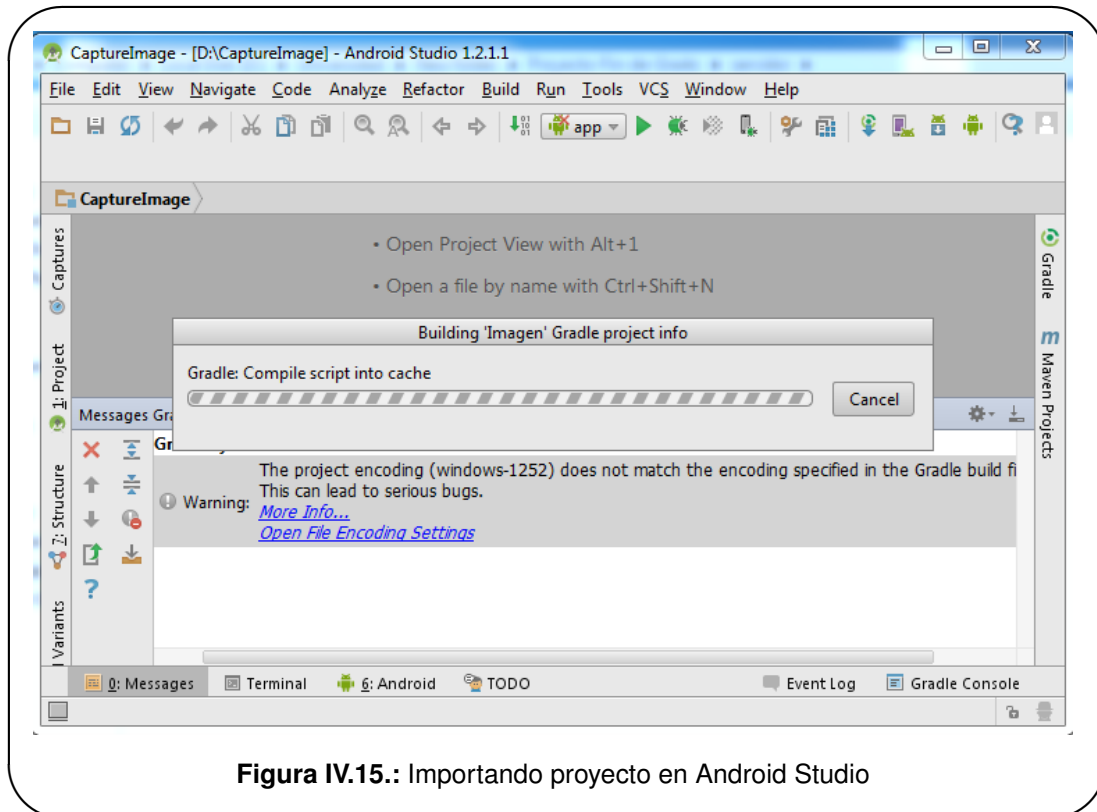 CaptureImage - [D:\CaptureImage] - Android Studio 1.2.1.1
File Edit View Navigate Code Analyze Refactor Build Run Tools VCS Window Help
app
CaptureImage
Captures
1: Project
7: Structure
Variants
• Open Project View with Alt+1
• Open a file by name with Ctrl+Shift+N
Building 'Imagen' Gradle project info
Gradle: Compile script into cache
Cancel
Messages Gra
Gr
Warning:
The project encoding (windows-1252) does not match the encoding specified in the Gradle build fi
This can lead to serious bugs.
More Info...
Open File Encoding Settings
Gradle
m Maven Projects
0: Messages Terminal 6: Android TODO Event Log Gradle Console
Figura IV.15.: Importando proyecto en Android Studio